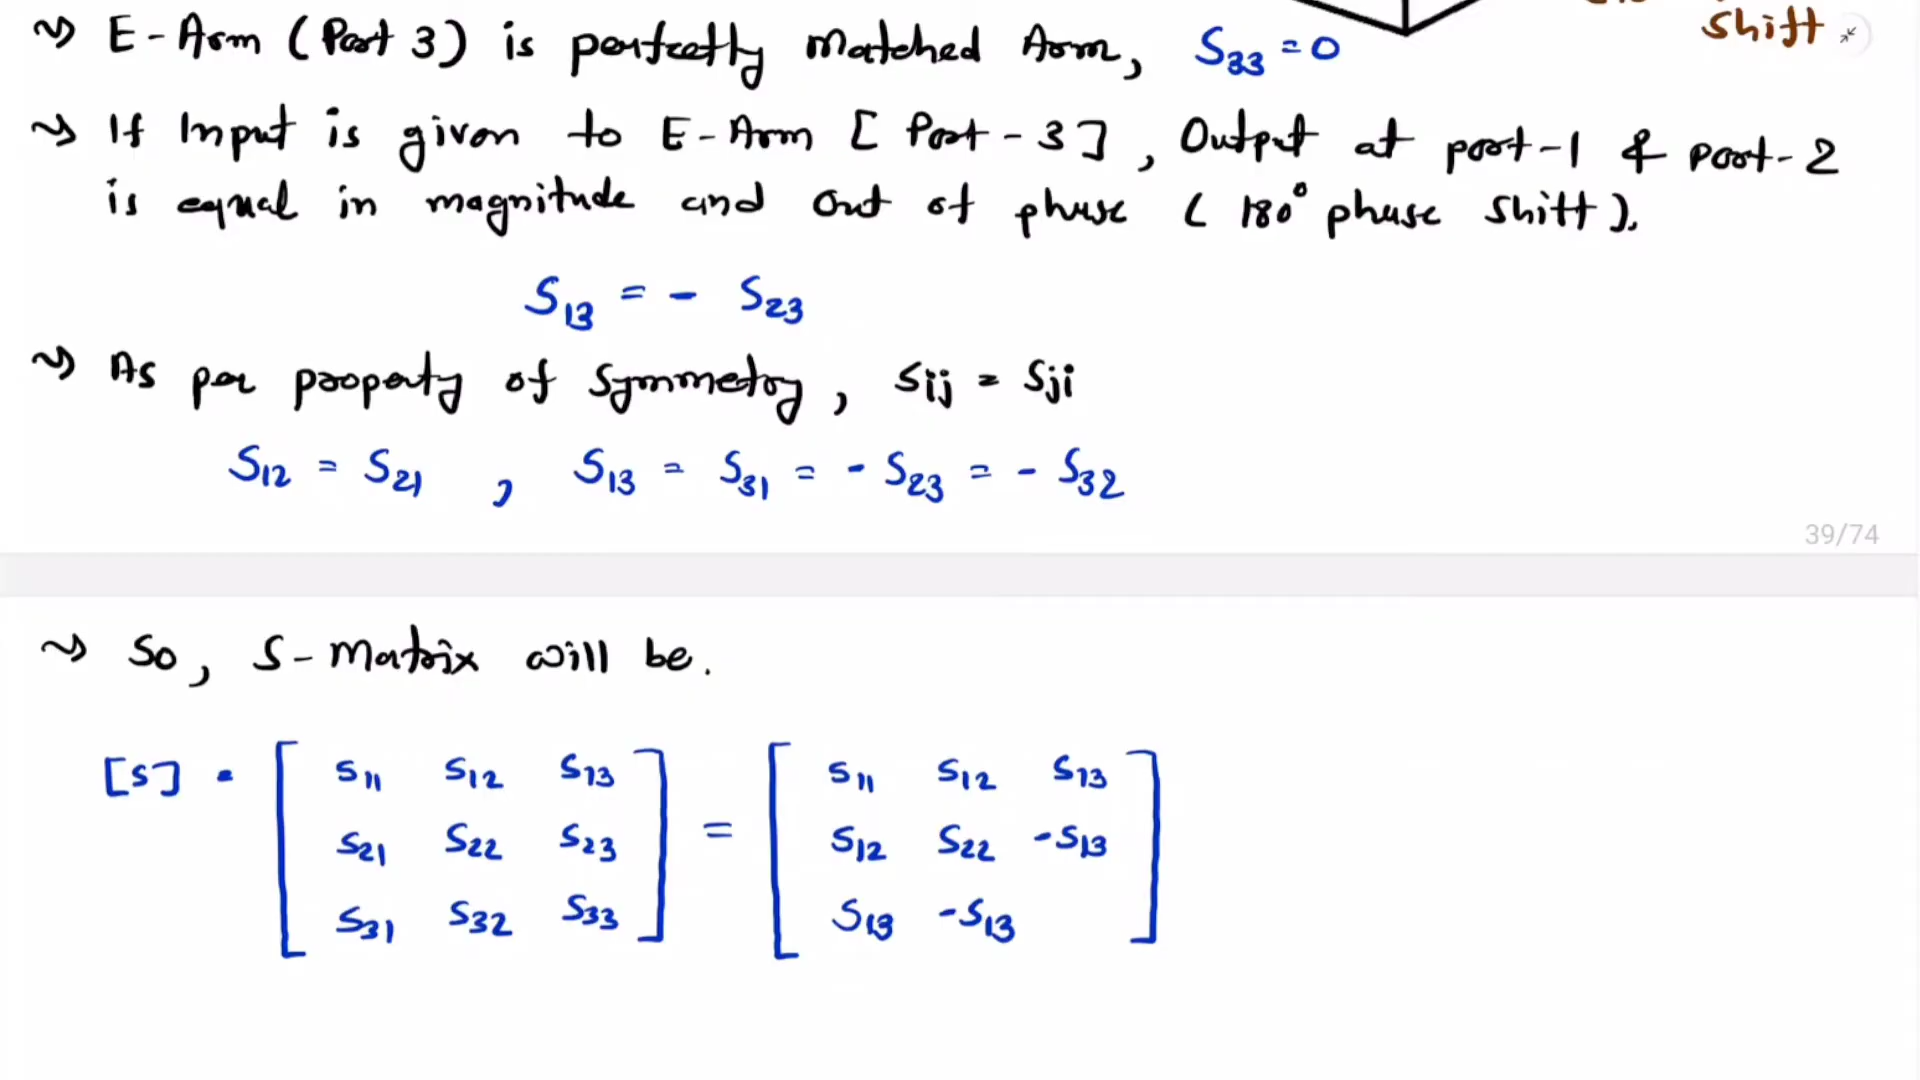 shift
~> E-Arm (Port 3) is perfectly matched Arm, S33 = 0
~> If Input is given to E-Arm [Port-3], Output at port-1 & port-2
is equal in magnitude and out of phase (180° phase shift).
S13 = - S23
~> As per property of symmetry, Sij = Sji
S12 = S21 , S13 = S31 = - S23 = - S32
39/74
~> So, S-matrix will be.
[S] = [ S11 S12 S13 ] = [ S11 S12 S13 ]
S21 S22 S23 S12 S22 -S13
S31 S32 S33 S13 -S13